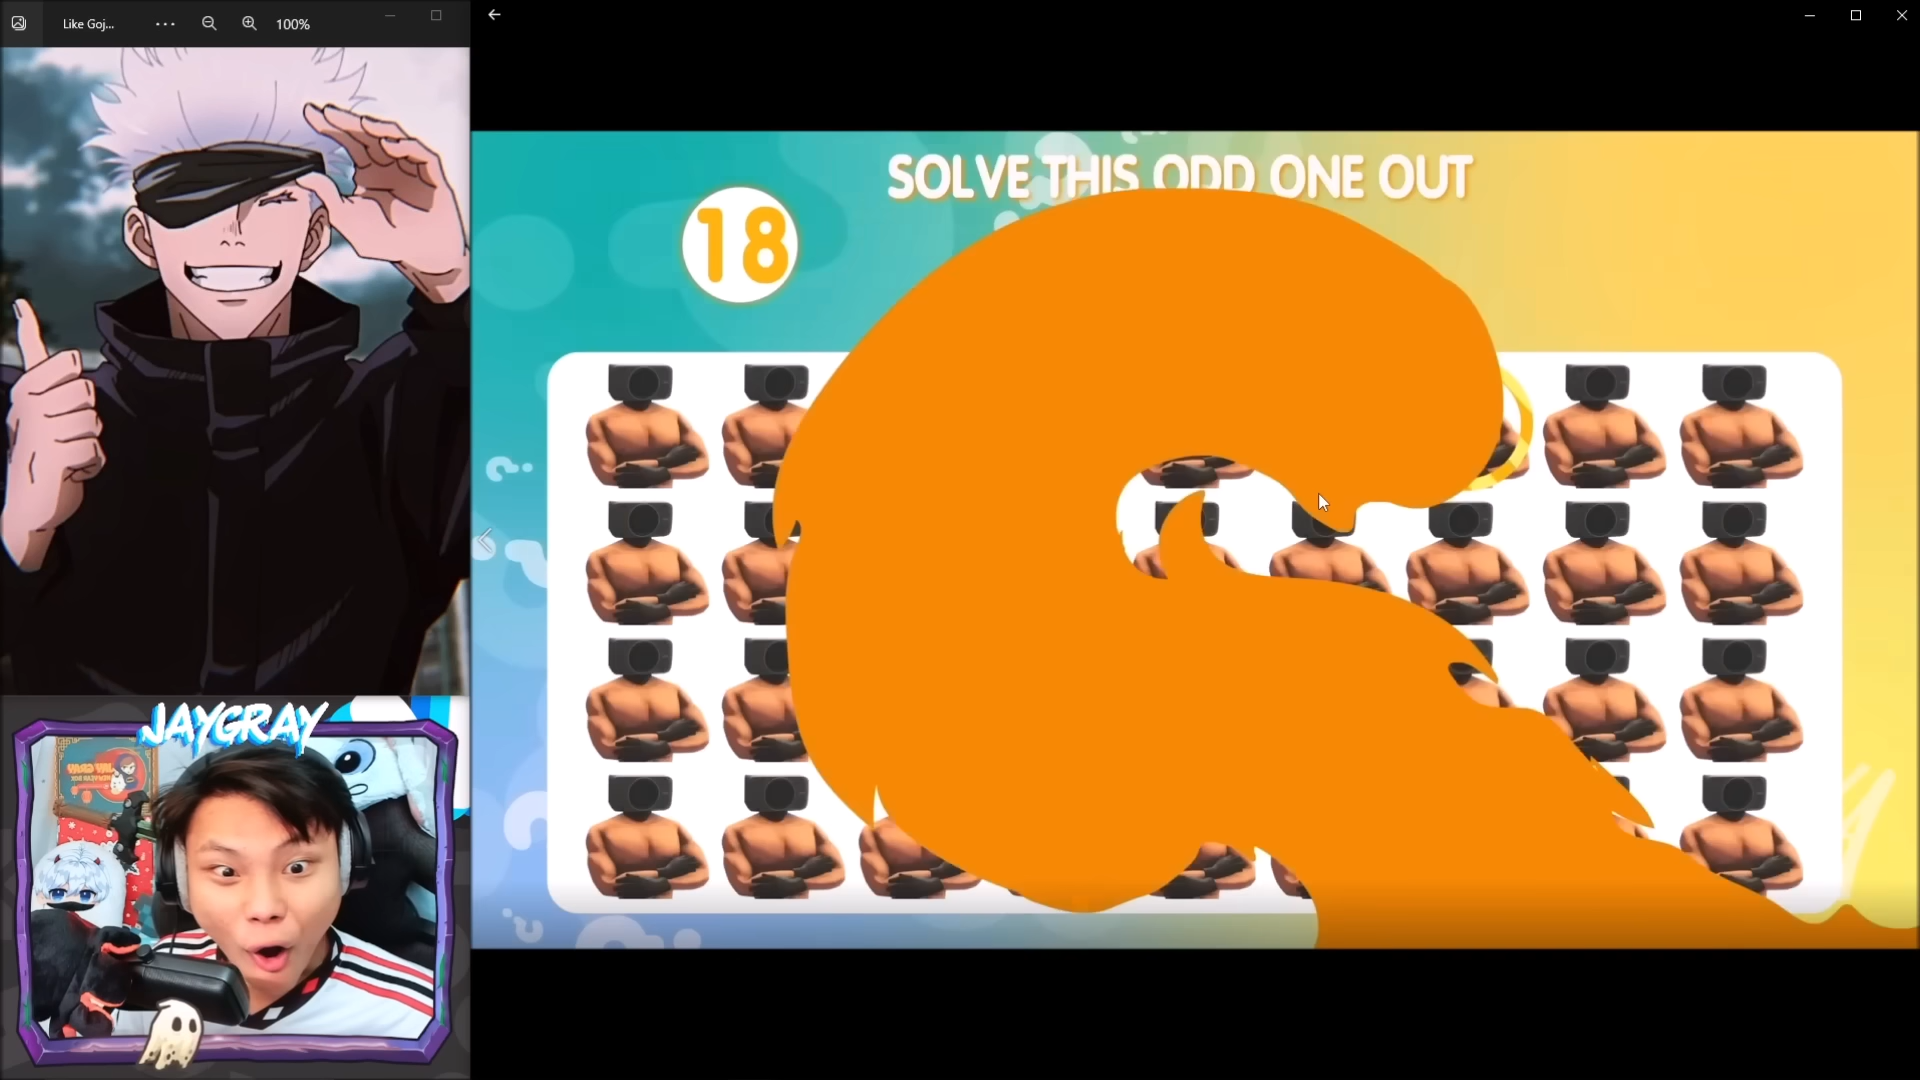 Like Goj...
100%
SOLVE THIS ODD ONE OUT
18
JAYGRAY